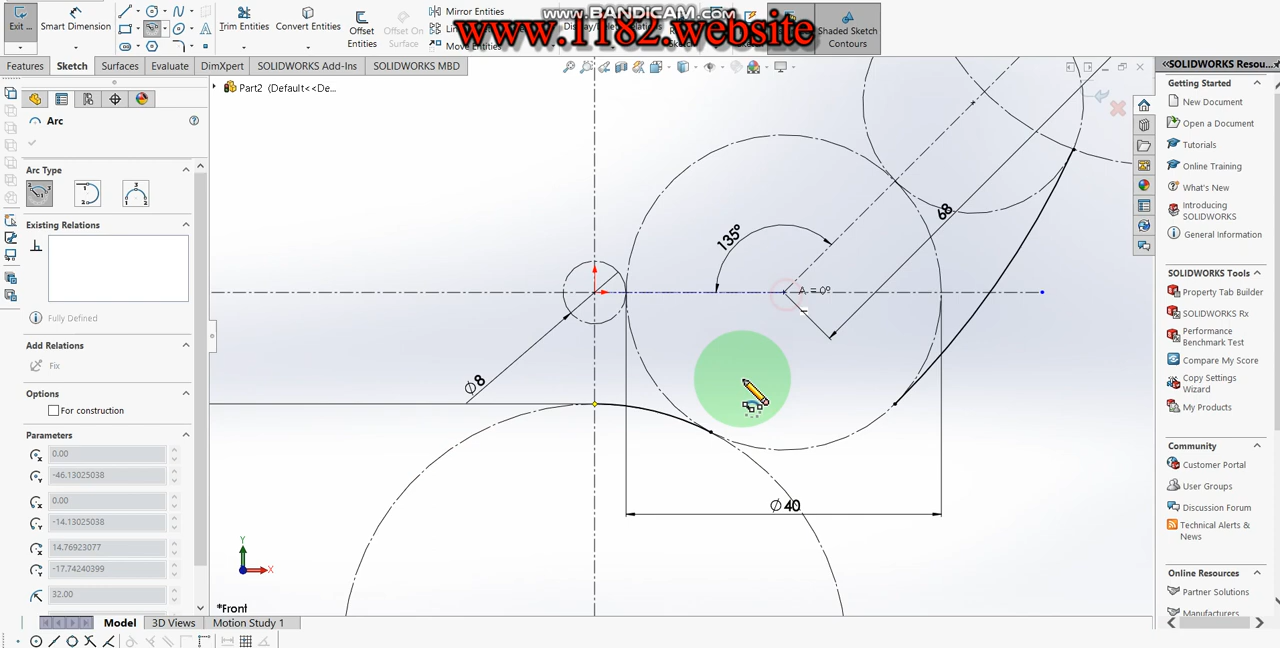 www.BANDICAM.com
www.1182.website
Exit ...
Smart Dimension
Trim Entities
Convert Entities
Offset Entities
Offset On Surface
Mirror Entities
Move Entities
Shaded Sketch Contours
Features
Sketch
Surfaces
Evaluate
DimXpert
SOLIDWORKS Add-Ins
SOLIDWORKS MBD
Part2 (Default<<De...
Arc
Arc Type
Existing Relations
Fully Defined
Add Relations
Fix
Options
For construction
Parameters
0.00
-46.13025038
0.00
-14.13025038
14.76923077
-17.74240399
32.00
135°
68
A = 0°
∅8
∅40
Y
X
*Front
Model
3D Views
Motion Study 1
SOLIDWORKS Resou...
Getting Started
New Document
Open a Document
Tutorials
Online Training
What's New
Introducing SOLIDWORKS
General Information
SOLIDWORKS Tools
Property Tab Builder
SOLIDWORKS Rx
Performance Benchmark Test
Compare My Score
Copy Settings Wizard
My Products
Community
Customer Portal
User Groups
Discussion Forum
Technical Alerts & News
Online Resources
Partner Solutions
Manufacturers